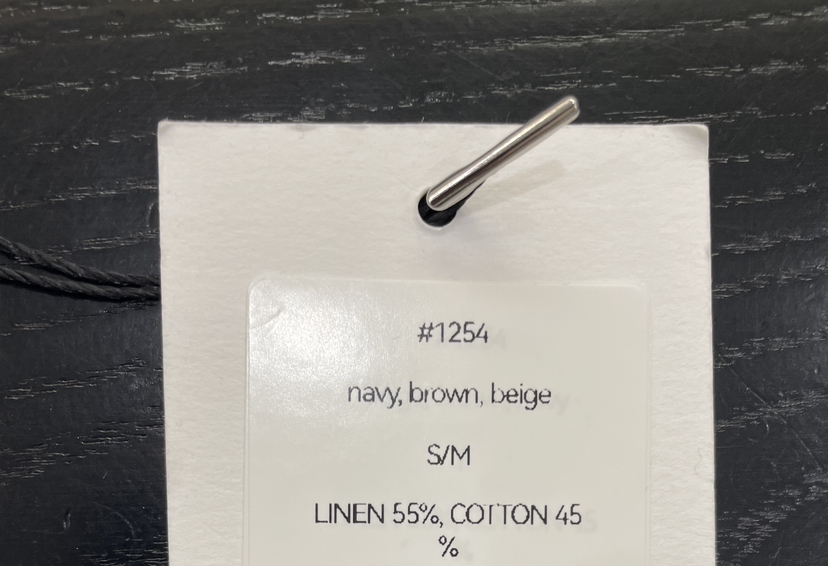 #1254
navy, brown, beige
S/M
LINEN 55%, COTTON 45
%